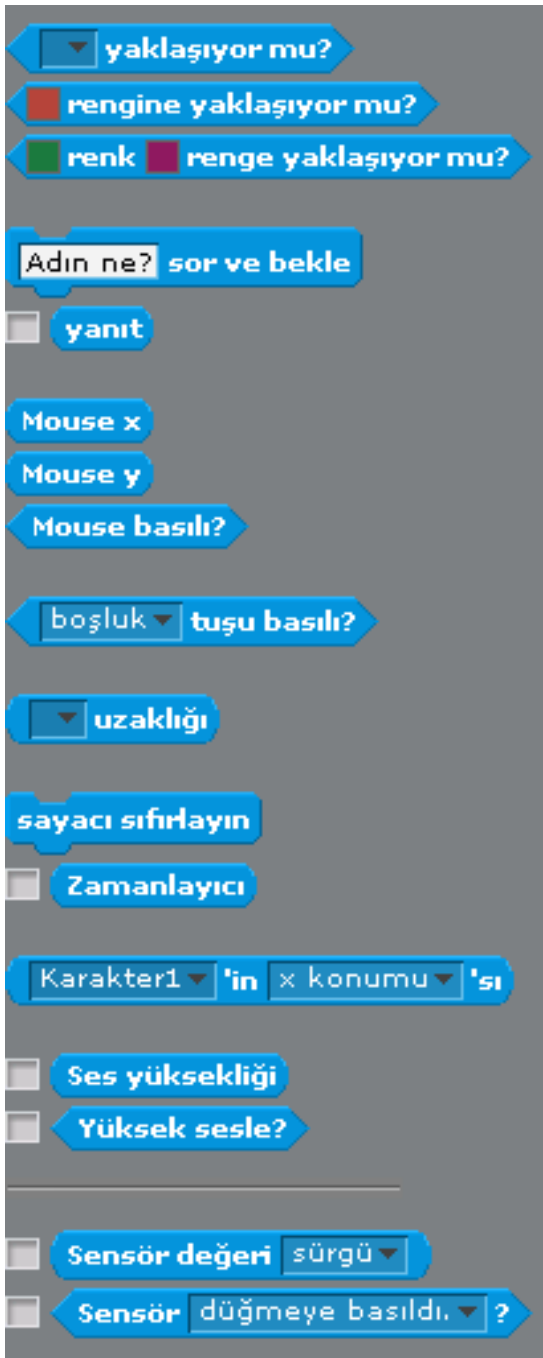 yaklaşıyor mu?
rengine yaklaşıyor mu?
renk renge yaklaşıyor mu?
Adın ne? sor ve bekle
yanıt
Mouse x
Mouse y
Mouse basılı?
boşluk tuşu basılı?
uzaklığı
sayacı sıfırlayın
Zamanlayıcı
Karakter1 'in x konumu 'sı
Ses yüksekliği
Yüksek sesle?
Sensör değeri sürgü
Sensör düğmeye basıldı. ?